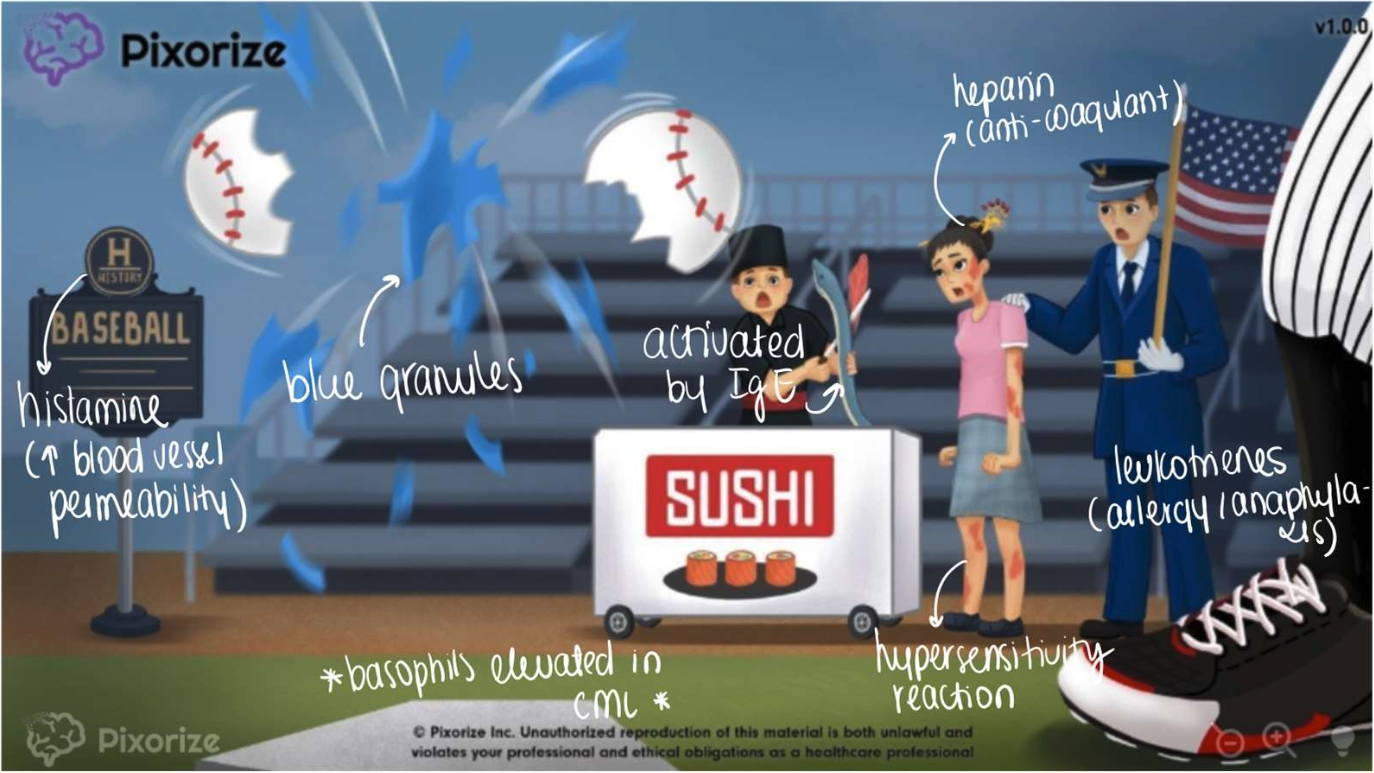 Pixorize
v1.0.0
heparin
(anti-coagulant)
H
HISTORY
BASEBALL
histamine
(↑ blood vessel
permeability)
blue granules
activated
by IgE
SUSHI
leukotrienes
(allergy/anaphyla-
xis)
hypersensitivity
reaction
*basophils elevated in
CML *
Pixorize
© Pixorize Inc. Unauthorized reproduction of this material is both unlawful and
violates your professional and ethical obligations as a healthcare professional